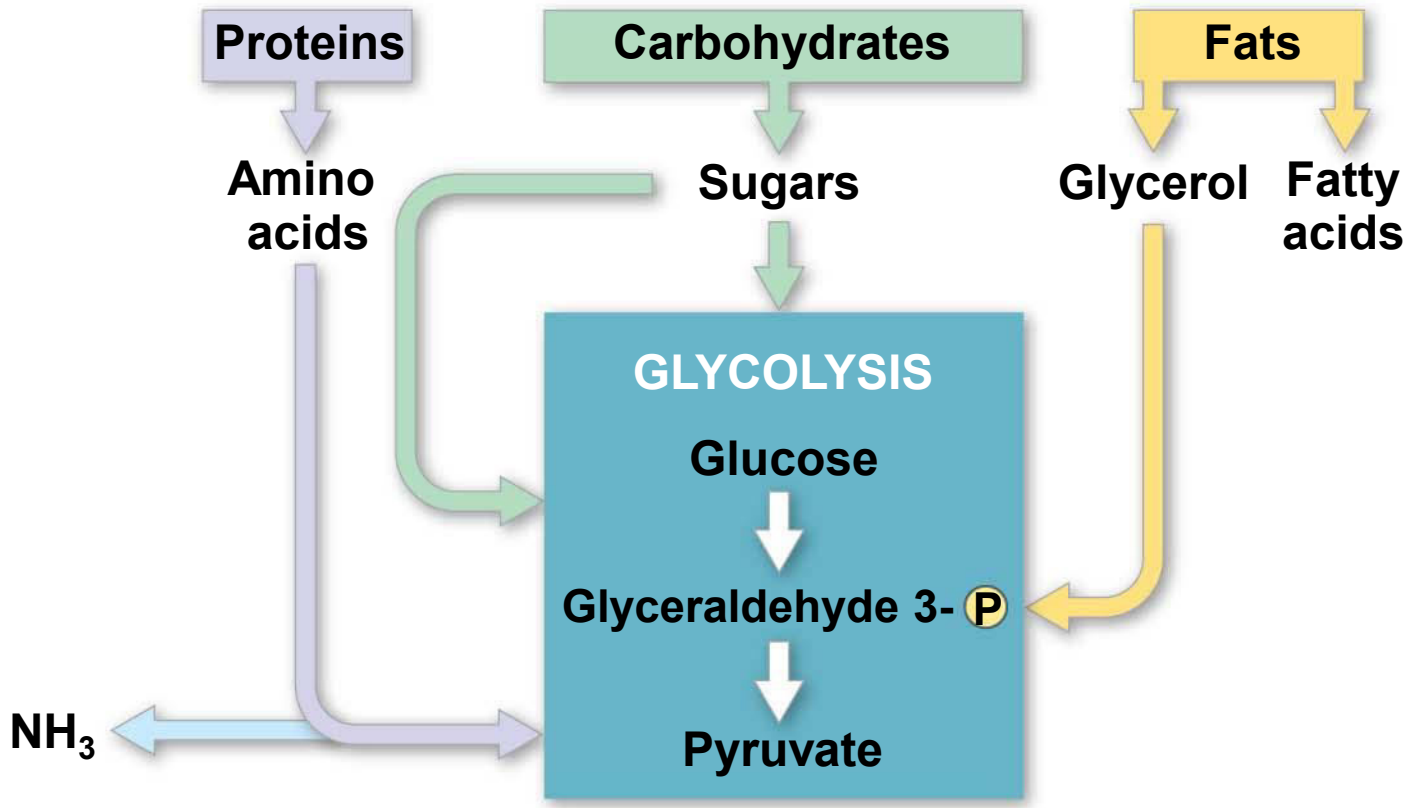 Proteins
Carbohydrates
Fats
Amino
acids
Sugars
Glycerol
Fatty
acids
GLYCOLYSIS
Glucose
Glyceraldehyde 3- P
NH₃
Pyruvate